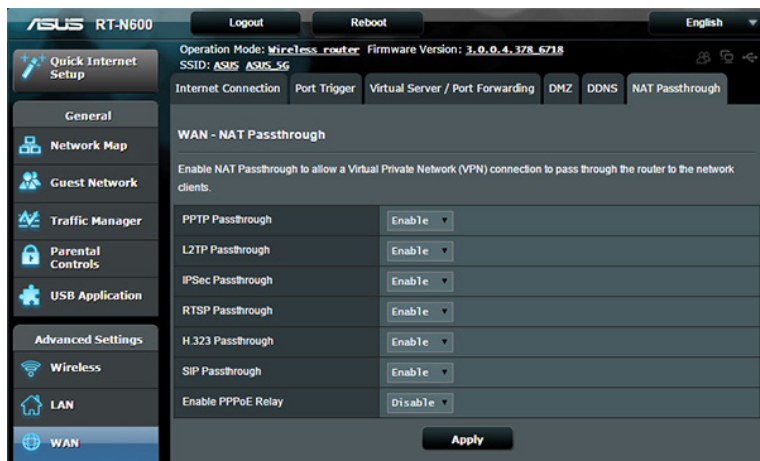 ASUS RT-N600 Logout Reboot English
Quick Internet Setup
Operation Mode: Wireless router Firmware Version: 3.0.0.4.378_6718
SSID: ASUS ASUS_5G
Internet Connection Port Trigger Virtual Server / Port Forwarding DMZ DDNS NAT Passthrough
General
Network Map
Guest Network
Traffic Manager
Parental Controls
USB Application
Advanced Settings
Wireless
LAN
WAN
WAN - NAT Passthrough
Enable NAT Passthrough to allow a Virtual Private Network (VPN) connection to pass through the router to the network
clients.
PPTP Passthrough Enable
L2TP Passthrough Enable
IPSec Passthrough Enable
RTSP Passthrough Enable
H.323 Passthrough Enable
SIP Passthrough Enable
Enable PPPoE Relay Disable
Apply